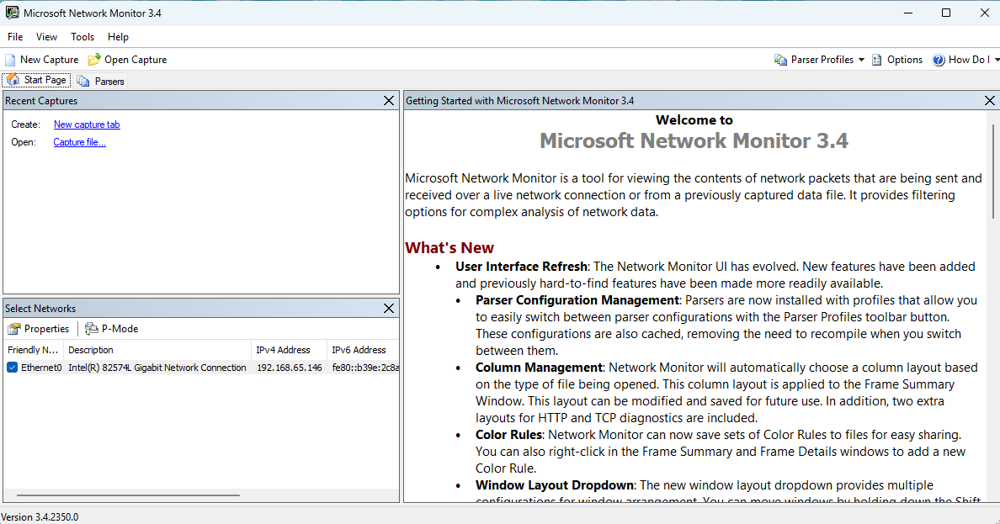 Microsoft Network Monitor 3.4
File View Tools Help
New Capture Open Capture Parser Profiles Options How Do I
Start Page Parsers
Recent Captures
Create: New capture tab
Open: Capture file...
Select Networks
Properties P-Mode
Friendly N... Description IPv4 Address IPv6 Address
Ethernet0 Intel(R) 82574L Gigabit Network Connection 192.168.65.146 fe80::b39e:2c8a
Getting Started with Microsoft Network Monitor 3.4
Welcome to
Microsoft Network Monitor 3.4
Microsoft Network Monitor is a tool for viewing the contents of network packets that are being sent and
received over a live network connection or from a previously captured data file. It provides filtering
options for complex analysis of network data.
What's New
• User Interface Refresh: The Network Monitor UI has evolved. New features have been added
and previously hard-to-find features have been made more readily available.
• Parser Configuration Management: Parsers are now installed with profiles that allow you
to easily switch between parser configurations with the Parser Profiles toolbar button.
These configurations are also cached, removing the need to recompile when you switch
between them.
• Column Management: Network Monitor will automatically choose a column layout based
on the type of file being opened. This column layout is applied to the Frame Summary
Window. This layout can be modified and saved for future use. In addition, two extra
layouts for HTTP and TCP diagnostics are included.
• Color Rules: Network Monitor can now save sets of Color Rules to files for easy sharing.
You can also right-click in the Frame Summary and Frame Details windows to add a new
Color Rule.
• Window Layout Dropdown: The new window layout dropdown provides multiple
configurations for window arrangement. You can move windows by holding down the Shift
Version 3.4.2350.0